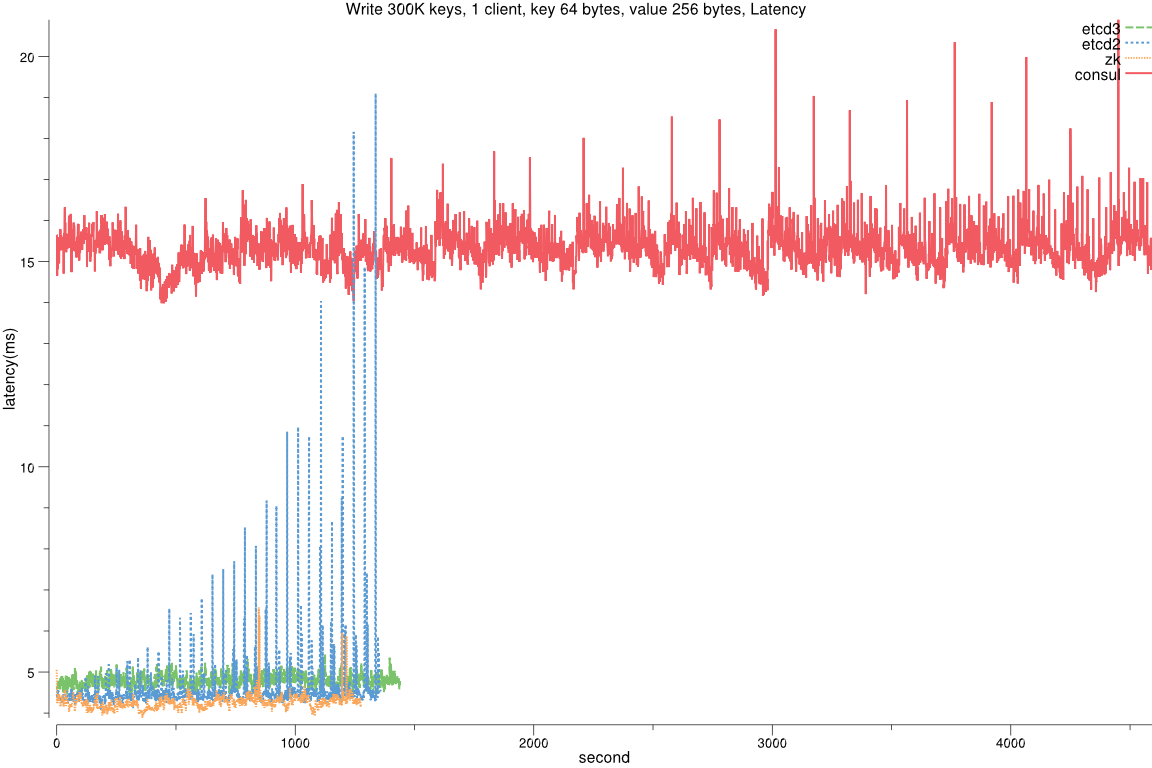 Write 300K keys, 1 client, key 64 bytes, value 256 bytes, Latency
etcd3
etcd2
zk
consul
20
15
10
5
latency(ms)
0
1000
2000
3000
4000
second